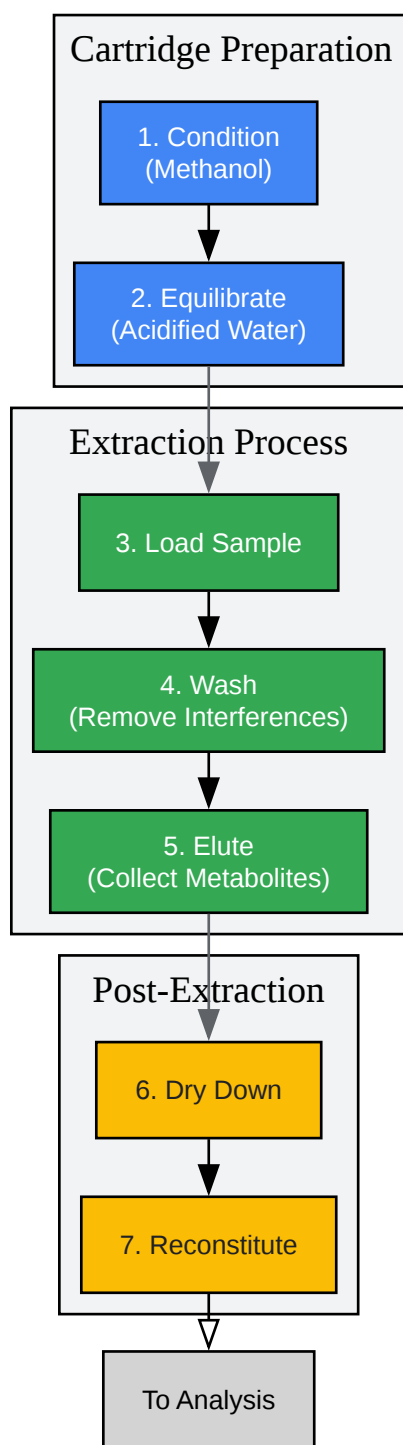 Cartridge Preparation
1. Condition
(Methanol)
2. Equilibrate
(Acidified Water)
Extraction Process
3. Load Sample
4. Wash
(Remove Interferences)
5. Elute
(Collect Metabolites)
Post-Extraction
6. Dry Down
7. Reconstitute
To Analysis